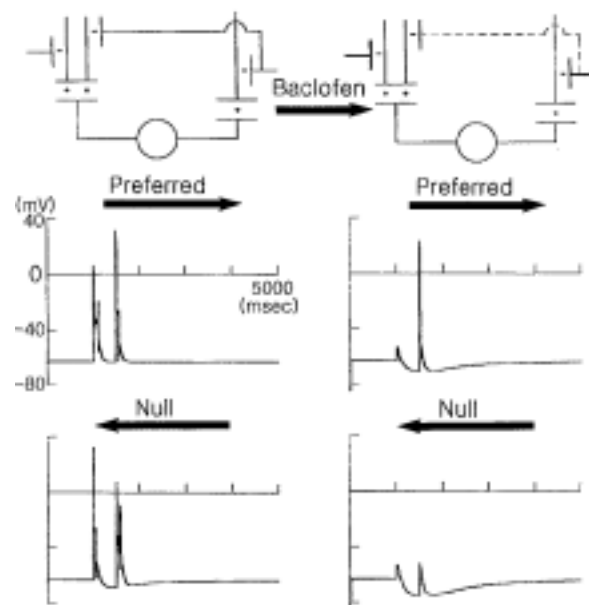 Baclofen
Preferred
Preferred
(mV)
40
0
-40
-80
5000
(msec)
Null
Null